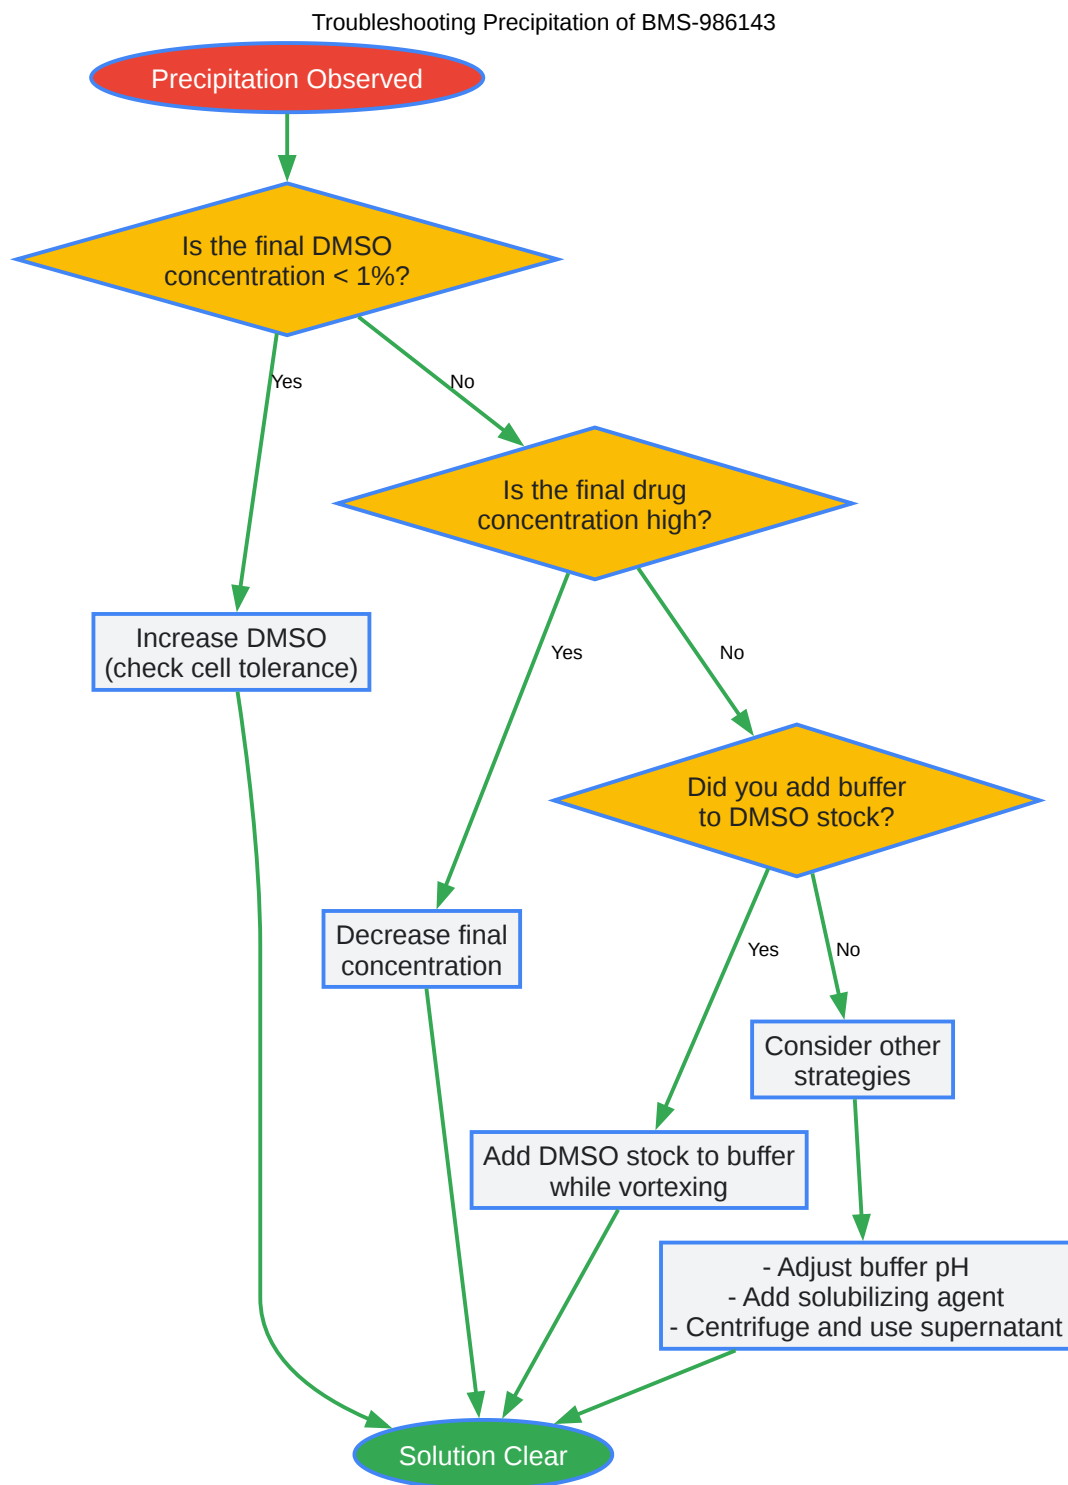 Troubleshooting Precipitation of BMS-986143
Precipitation Observed
Is the final DMSO
concentration < 1%?
Yes
No
Is the final drug
concentration high?
Increase DMSO
(check cell tolerance)
Yes
No
Did you add buffer
to DMSO stock?
Decrease final
concentration
Yes
No
Consider other
strategies
Add DMSO stock to buffer
while vortexing
- Adjust buffer pH
- Add solubilizing agent
- Centrifuge and use supernatant
Solution Clear